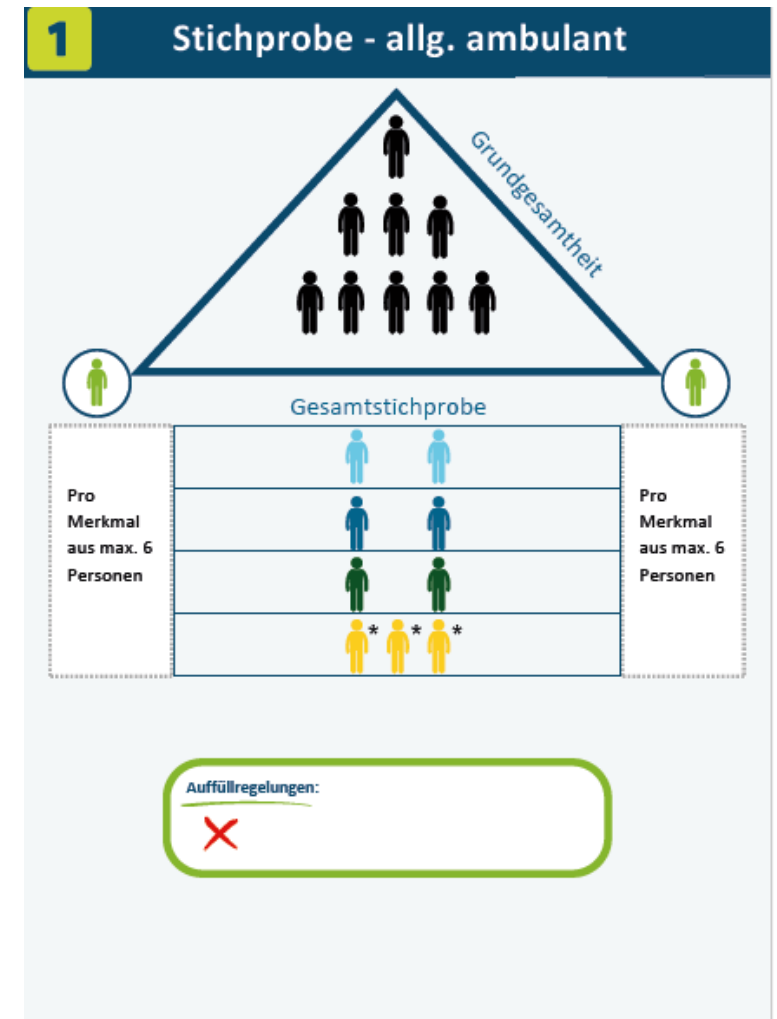 1
Stichprobe - allg. ambulant
Grundgesamtheit
Gesamtstichprobe
Pro
Merkmal
aus max. 6
Personen
* * *
Pro
Merkmal
aus max. 6
Personen
Auffüllregelungen: